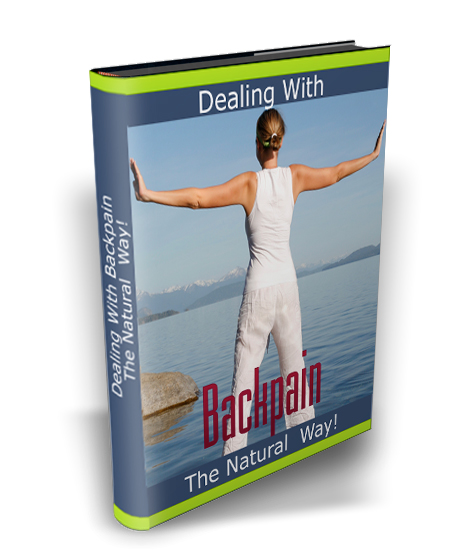 Dealing With
Backpain
The Natural Way!
Dealing With Backpain
The Natural Way!